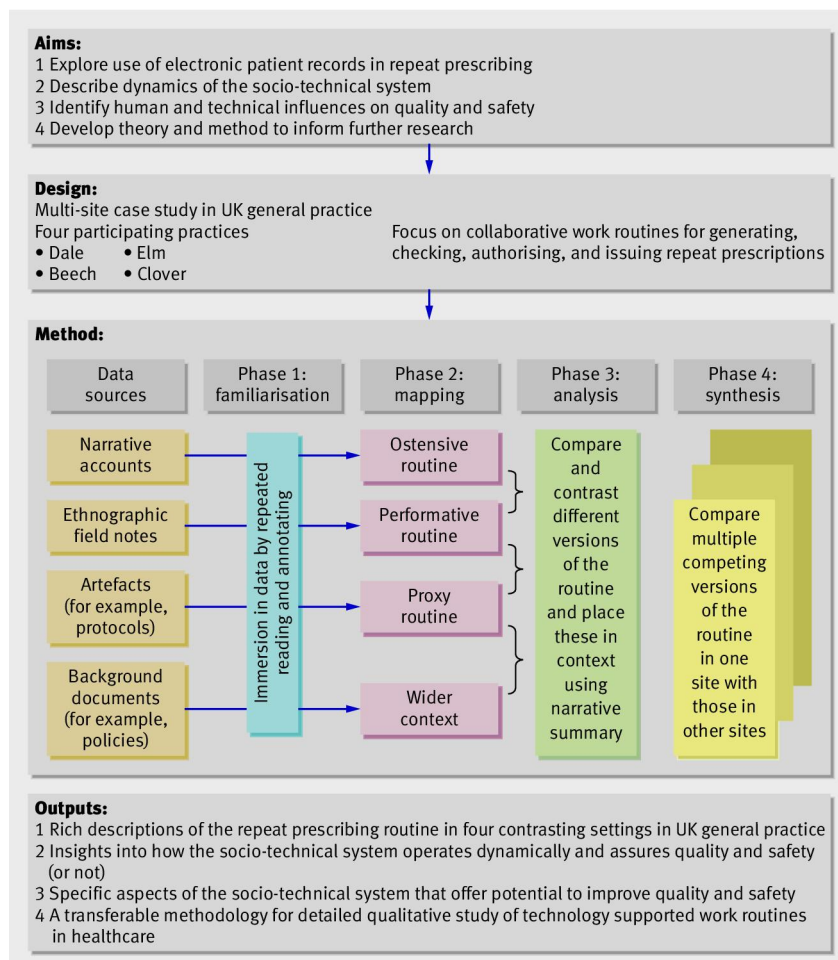 Aims:
1 Explore use of electronic patient records in repeat prescribing
2 Describe dynamics of the socio-technical system
3 Identify human and technical influences on quality and safety
4 Develop theory and method to inform further research
Design:
Multi-site case study in UK general practice
Four participating practices
• Dale • Elm
• Beech • Clover
Focus on collaborative work routines for generating,
checking, authorising, and issuing repeat prescriptions
Method:
Data
sources
Phase 1:
familiarisation
Phase 2:
mapping
Phase 3:
analysis
Phase 4:
synthesis
Narrative
accounts
Ethnographic
field notes
Artefacts
(for example,
protocols)
Background
documents
(for example,
policies)
Immersion in data by repeated
reading and annotating
Ostensive
routine
Performative
routine
Proxy
routine
Wider
context
Compare
and
contrast
different
versions
of the
routine
and place
these in
context
using
narrative
summary
Compare
multiple
competing
versions
of the
routine
in one
site with
those in
other sites
Outputs:
1 Rich descriptions of the repeat prescribing routine in four contrasting settings in UK general practice
2 Insights into how the socio-technical system operates dynamically and assures quality and safety
(or not)
3 Specific aspects of the socio-technical system that offer potential to improve quality and safety
4 A transferable methodology for detailed qualitative study of technology supported work routines
in healthcare